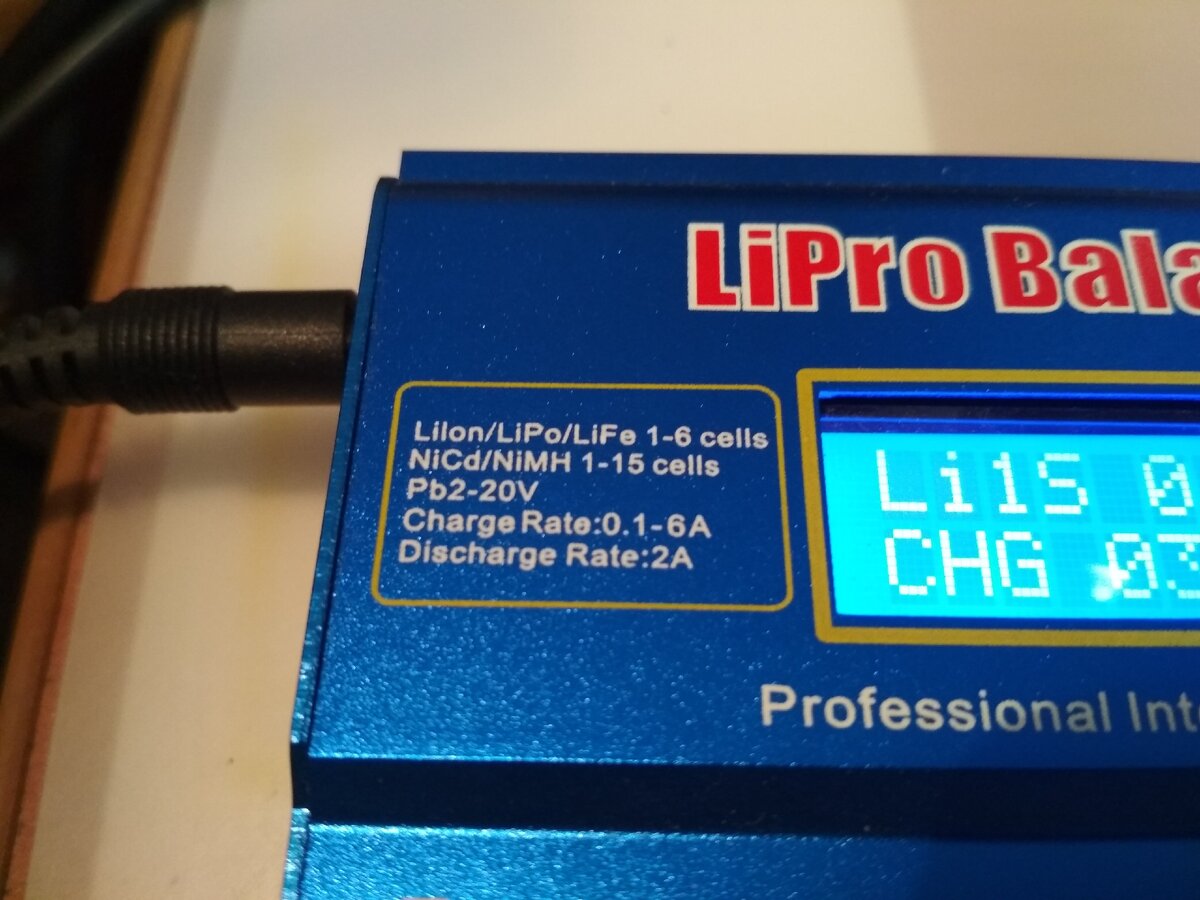 LiPro Bala
LiIon/LiPo/LiFe 1-6 cells
NiCd/NiMH 1-15 cells
Pb2-20V
Charge Rate:0.1-6A
Discharge Rate:2A
Li1S 0
CHG 03
Professional Int